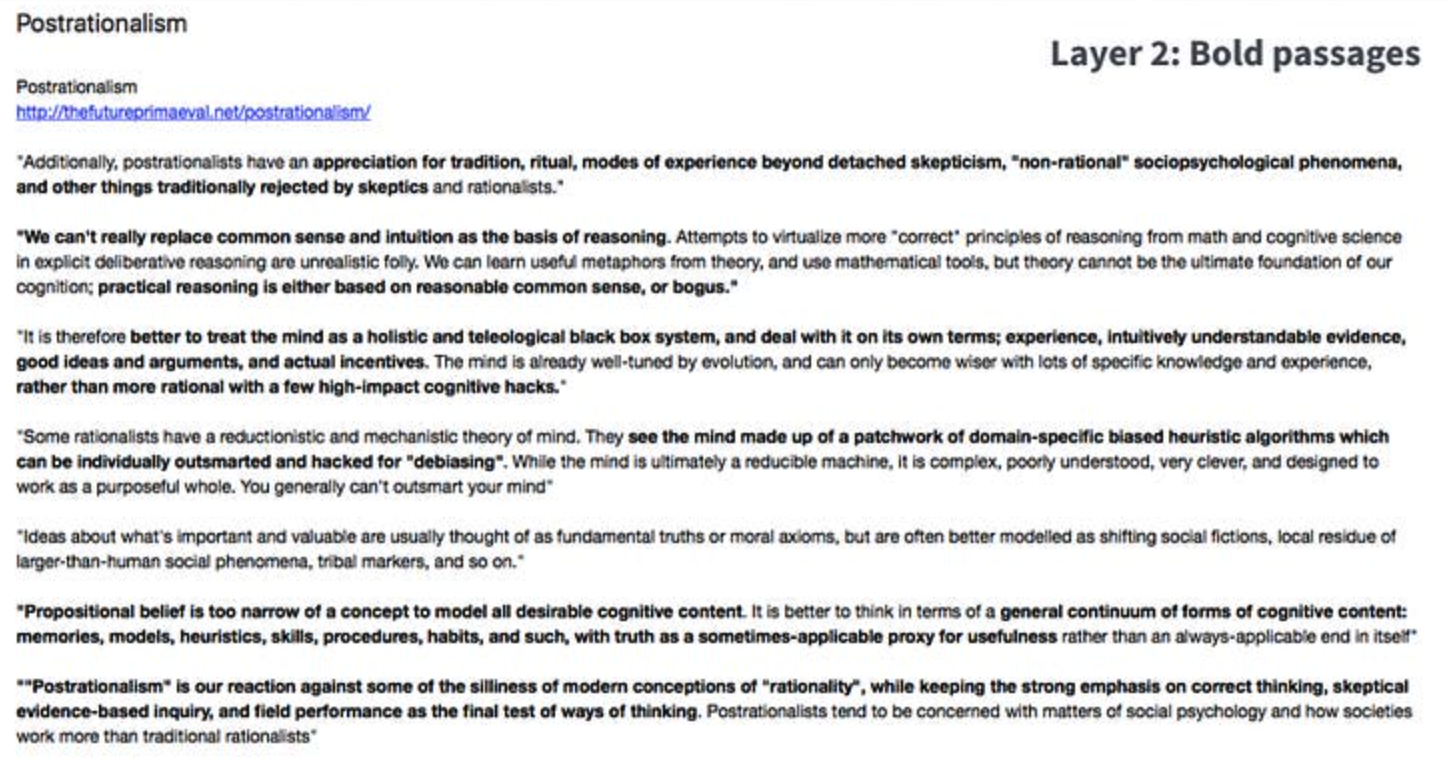 Postrationalism
Layer 2: Bold passages
Postrationalism
http://thefutureprimaeval.net/postrationalism/
"Additionally, postrationalists have an appreciation for tradition, ritual, modes of experience beyond detached skepticism, "non-rational" sociopsychological phenomena,
and other things traditionally rejected by skeptics and rationalists."
"We can't really replace common sense and intuition as the basis of reasoning. Attempts to virtualize more "correct" principles of reasoning from math and cognitive science
in explicit deliberative reasoning are unrealistic folly. We can learn useful metaphors from theory, and use mathematical tools, but theory cannot be the ultimate foundation of our
cognition; practical reasoning is either based on reasonable common sense, or bogus."
"It is therefore better to treat the mind as a holistic and teleological black box system, and deal with it on its own terms; experience, intuitively understandable evidence,
good ideas and arguments, and actual incentives. The mind is already well-tuned by evolution, and can only become wiser with lots of specific knowledge and experience,
rather than more rational with a few high-impact cognitive hacks."
"Some rationalists have a reductionistic and mechanistic theory of mind. They see the mind made up of a patchwork of domain-specific biased heuristic algorithms which
can be individually outsmarted and hacked for "debiasing". While the mind is ultimately a reducible machine, it is complex, poorly understood, very clever, and designed to
work as a purposeful whole. You generally can't outsmart your mind"
"Ideas about what's important and valuable are usually thought of as fundamental truths or moral axioms, but are often better modelled as shifting social fictions, local residue of
larger-than-human social phenomena, tribal markers, and so on."
"Propositional belief is too narrow of a concept to model all desirable cognitive content. It is better to think in terms of a general continuum of forms of cognitive content:
memories, models, heuristics, skills, procedures, habits, and such, with truth as a sometimes-applicable proxy for usefulness rather than an always-applicable end in itself"
""Postrationalism" is our reaction against some of the silliness of modern conceptions of "rationality", while keeping the strong emphasis on correct thinking, skeptical
evidence-based inquiry, and field performance as the final test of ways of thinking. Postrationalists tend to be concerned with matters of social psychology and how societies
work more than traditional rationalists"